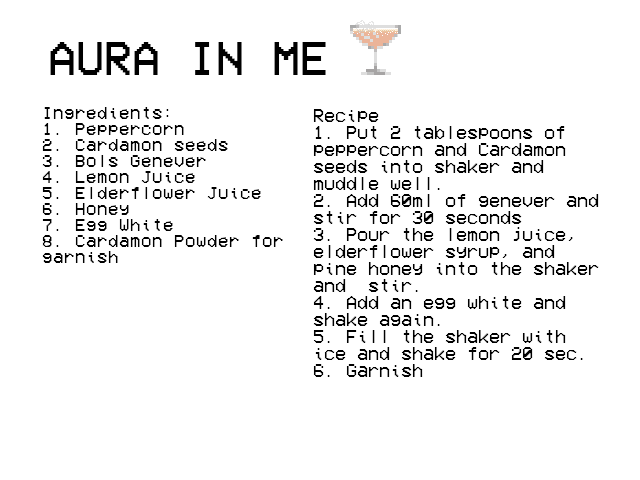 AURA IN ME
Ingredients:
1. Peppercorn
2. Cardamon seeds
3. Bols Genever
4. Lemon Juice
5. Elderflower Juice
6. Honey
7. Egg White
8. Cardamon Powder for
garnish
Recipe
1. Put 2 tablespoons of
peppercorn and Cardamon
seeds into shaker and
muddle well.
2. Add 60ml of genever and
stir for 30 seconds
3. Pour the lemon juice,
elderflower syrup, and
pine honey into the shaker
and  stir.
4. Add an egg white and
shake again.
5. Fill the shaker with
ice and shake for 20 sec.
6. Garnish